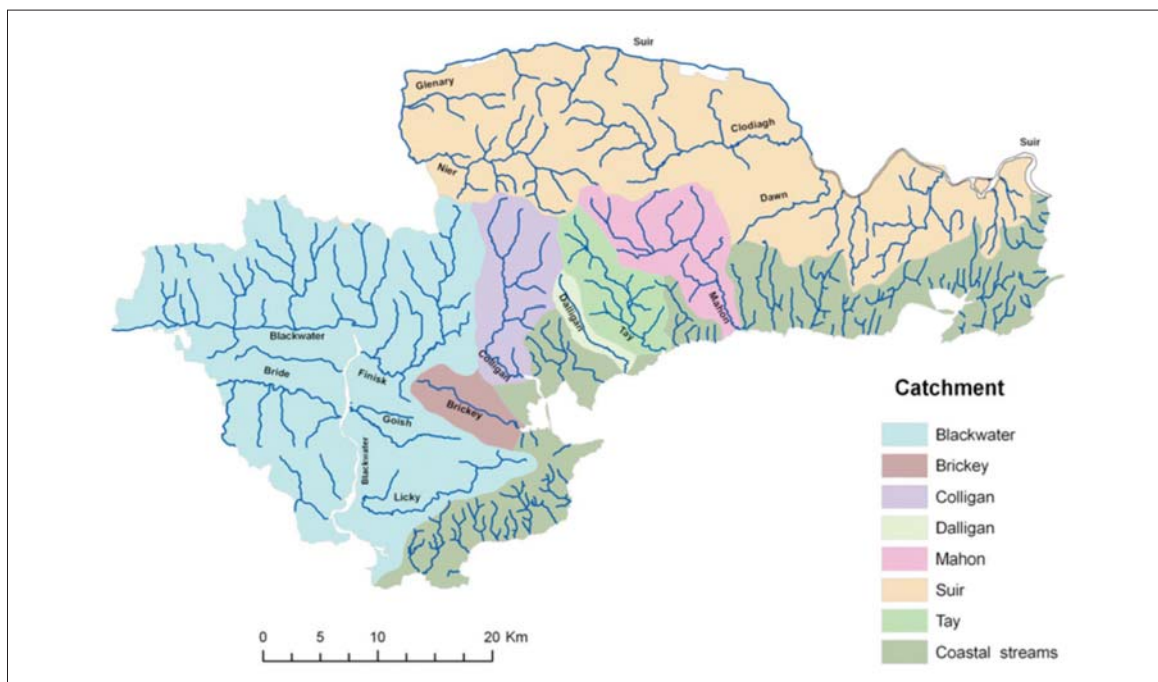 Suir
Glenary
Clodiagh
Suir
Nier
Dawn
Dalligan
Mahon
Tay
Blackwater
Colligan
Bride
Finisk
Brickey
Goish
Blackwater
Licky
Catchment
Blackwater
Brickey
Colligan
Dalligan
Mahon
Suir
Tay
Coastal streams
0 5 10 20 Km